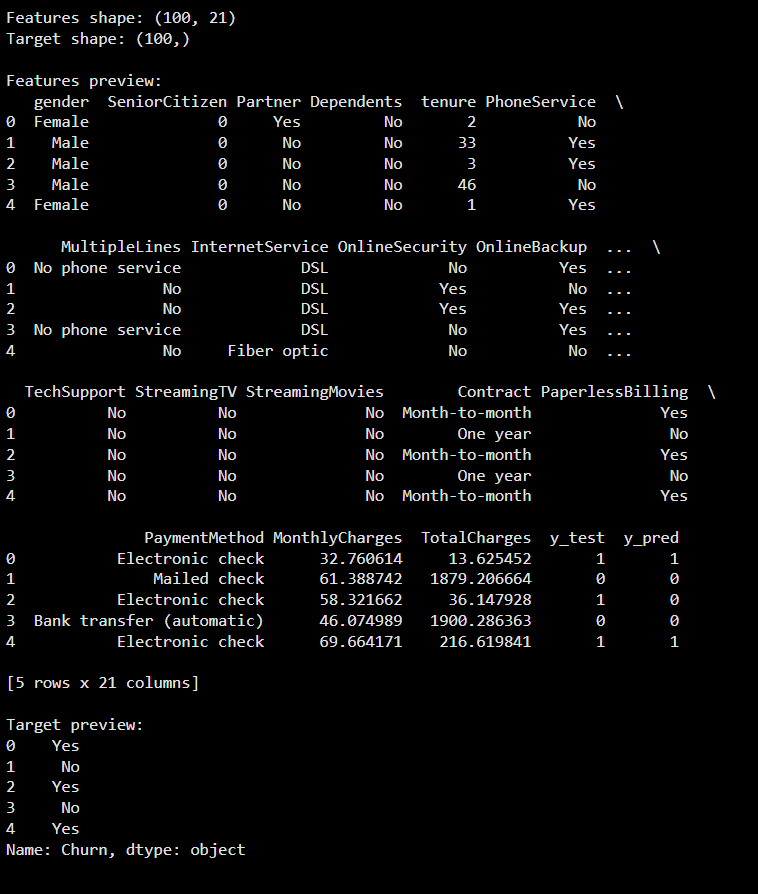 Features shape: (100, 21)
Target shape: (100,)

Features preview:
   gender  SeniorCitizen Partner Dependents  tenure PhoneService  \
0  Female              0     Yes         No       2           No
1    Male              0      No         No      33          Yes
2    Male              0      No         No       3          Yes
3    Male              0      No         No      46           No
4  Female              0      No         No       1          Yes

      MultipleLines InternetService OnlineSecurity OnlineBackup  ...  \
0  No phone service             DSL             No          Yes  ...
1                No             DSL            Yes           No  ...
2                No             DSL            Yes          Yes  ...
3  No phone service             DSL             No          Yes  ...
4                No     Fiber optic             No           No  ...

  TechSupport StreamingTV StreamingMovies        Contract PaperlessBilling  \
0          No          No              No  Month-to-month              Yes
1          No          No              No        One year               No
2          No          No              No  Month-to-month              Yes
3          No          No              No        One year               No
4          No          No              No  Month-to-month              Yes

               PaymentMethod MonthlyCharges  TotalCharges  y_test  y_pred
0           Electronic check      32.760614     13.625452       1       1
1               Mailed check      61.388742   1879.206664       0       0
2           Electronic check      58.321662     36.147928       1       0
3  Bank transfer (automatic)      46.074989   1900.286363       0       0
4           Electronic check      69.664171    216.619841       1       1

[5 rows x 21 columns]

Target preview:
0    Yes
1     No
2    Yes
3     No
4    Yes
Name: Churn, dtype: object